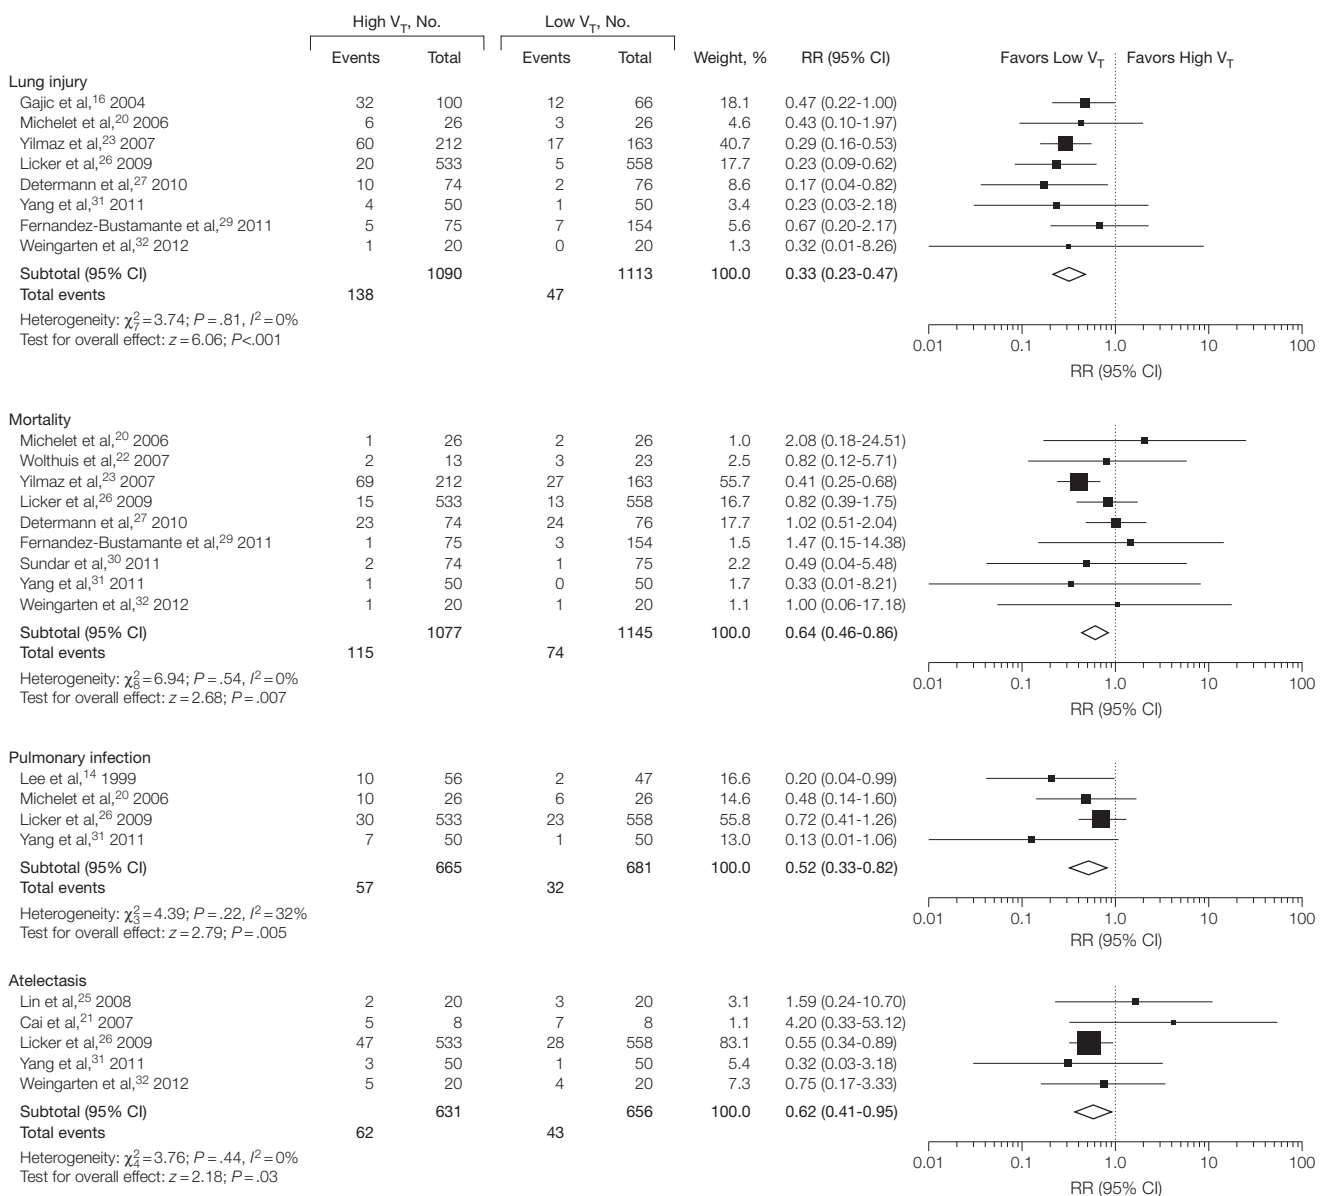 High V_T, No. Low V_T, No.
Events Total Events Total Weight, % RR (95% CI) Favors Low V_T Favors High V_T
Lung injury
Gajic et al,16 2004 32 100 12 66 18.1 0.47 (0.22-1.00)
Michelet et al,20 2006 6 26 3 26 4.6 0.43 (0.10-1.97)
Yilmaz et al,23 2007 60 212 17 163 40.7 0.29 (0.16-0.53)
Licker et al,26 2009 20 533 5 558 17.7 0.23 (0.09-0.62)
Determann et al,27 2010 10 74 2 76 8.6 0.17 (0.04-0.82)
Yang et al,31 2011 4 50 1 50 3.4 0.23 (0.03-2.18)
Fernandez-Bustamante et al,29 2011 5 75 7 154 5.6 0.67 (0.20-2.17)
Weingarten et al,32 2012 1 20 0 20 1.3 0.32 (0.01-8.26)
Subtotal (95% CI) 1090 1113 100.0 0.33 (0.23-0.47)
Total events 138 47
Heterogeneity: χ²₇=3.74; P=.81, I²=0%
Test for overall effect: z=6.06; P<.001
0.01 0.1 1.0 10 100
RR (95% CI)
Mortality
Michelet et al,20 2006 1 26 2 26 1.0 2.08 (0.18-24.51)
Wolthuis et al,22 2007 2 13 3 23 2.5 0.82 (0.12-5.71)
Yilmaz et al,23 2007 69 212 27 163 55.7 0.41 (0.25-0.68)
Licker et al,26 2009 15 533 13 558 16.7 0.82 (0.39-1.75)
Determann et al,27 2010 23 74 24 76 17.7 1.02 (0.51-2.04)
Fernandez-Bustamante et al,29 2011 1 75 3 154 1.5 1.47 (0.15-14.38)
Sundar et al,30 2011 2 74 1 75 2.2 0.49 (0.04-5.48)
Yang et al,31 2011 1 50 0 50 1.7 0.33 (0.01-8.21)
Weingarten et al,32 2012 1 20 1 20 1.1 1.00 (0.06-17.18)
Subtotal (95% CI) 1077 1145 100.0 0.64 (0.46-0.86)
Total events 115 74
Heterogeneity: χ²₈=6.94; P=.54, I²=0%
Test for overall effect: z=2.68; P=.007
0.01 0.1 1.0 10 100
RR (95% CI)
Pulmonary infection
Lee et al,14 1999 10 56 2 47 16.6 0.20 (0.04-0.99)
Michelet et al,20 2006 10 26 6 26 14.6 0.48 (0.14-1.60)
Licker et al,26 2009 30 533 23 558 55.8 0.72 (0.41-1.26)
Yang et al,31 2011 7 50 1 50 13.0 0.13 (0.01-1.06)
Subtotal (95% CI) 665 681 100.0 0.52 (0.33-0.82)
Total events 57 32
Heterogeneity: χ²₃=4.39; P=.22, I²=32%
Test for overall effect: z=2.79; P=.005
0.01 0.1 1.0 10 100
RR (95% CI)
Atelectasis
Lin et al,25 2008 2 20 3 20 3.1 1.59 (0.24-10.70)
Cai et al,21 2007 5 8 7 8 1.1 4.20 (0.33-53.12)
Licker et al,26 2009 47 533 28 558 83.1 0.55 (0.34-0.89)
Yang et al,31 2011 3 50 1 50 5.4 0.32 (0.03-3.18)
Weingarten et al,32 2012 5 20 4 20 7.3 0.75 (0.17-3.33)
Subtotal (95% CI) 631 656 100.0 0.62 (0.41-0.95)
Total events 62 43
Heterogeneity: χ²₄=3.76; P=.44, I²=0%
Test for overall effect: z=2.18; P=.03
0.01 0.1 1.0 10 100
RR (95% CI)